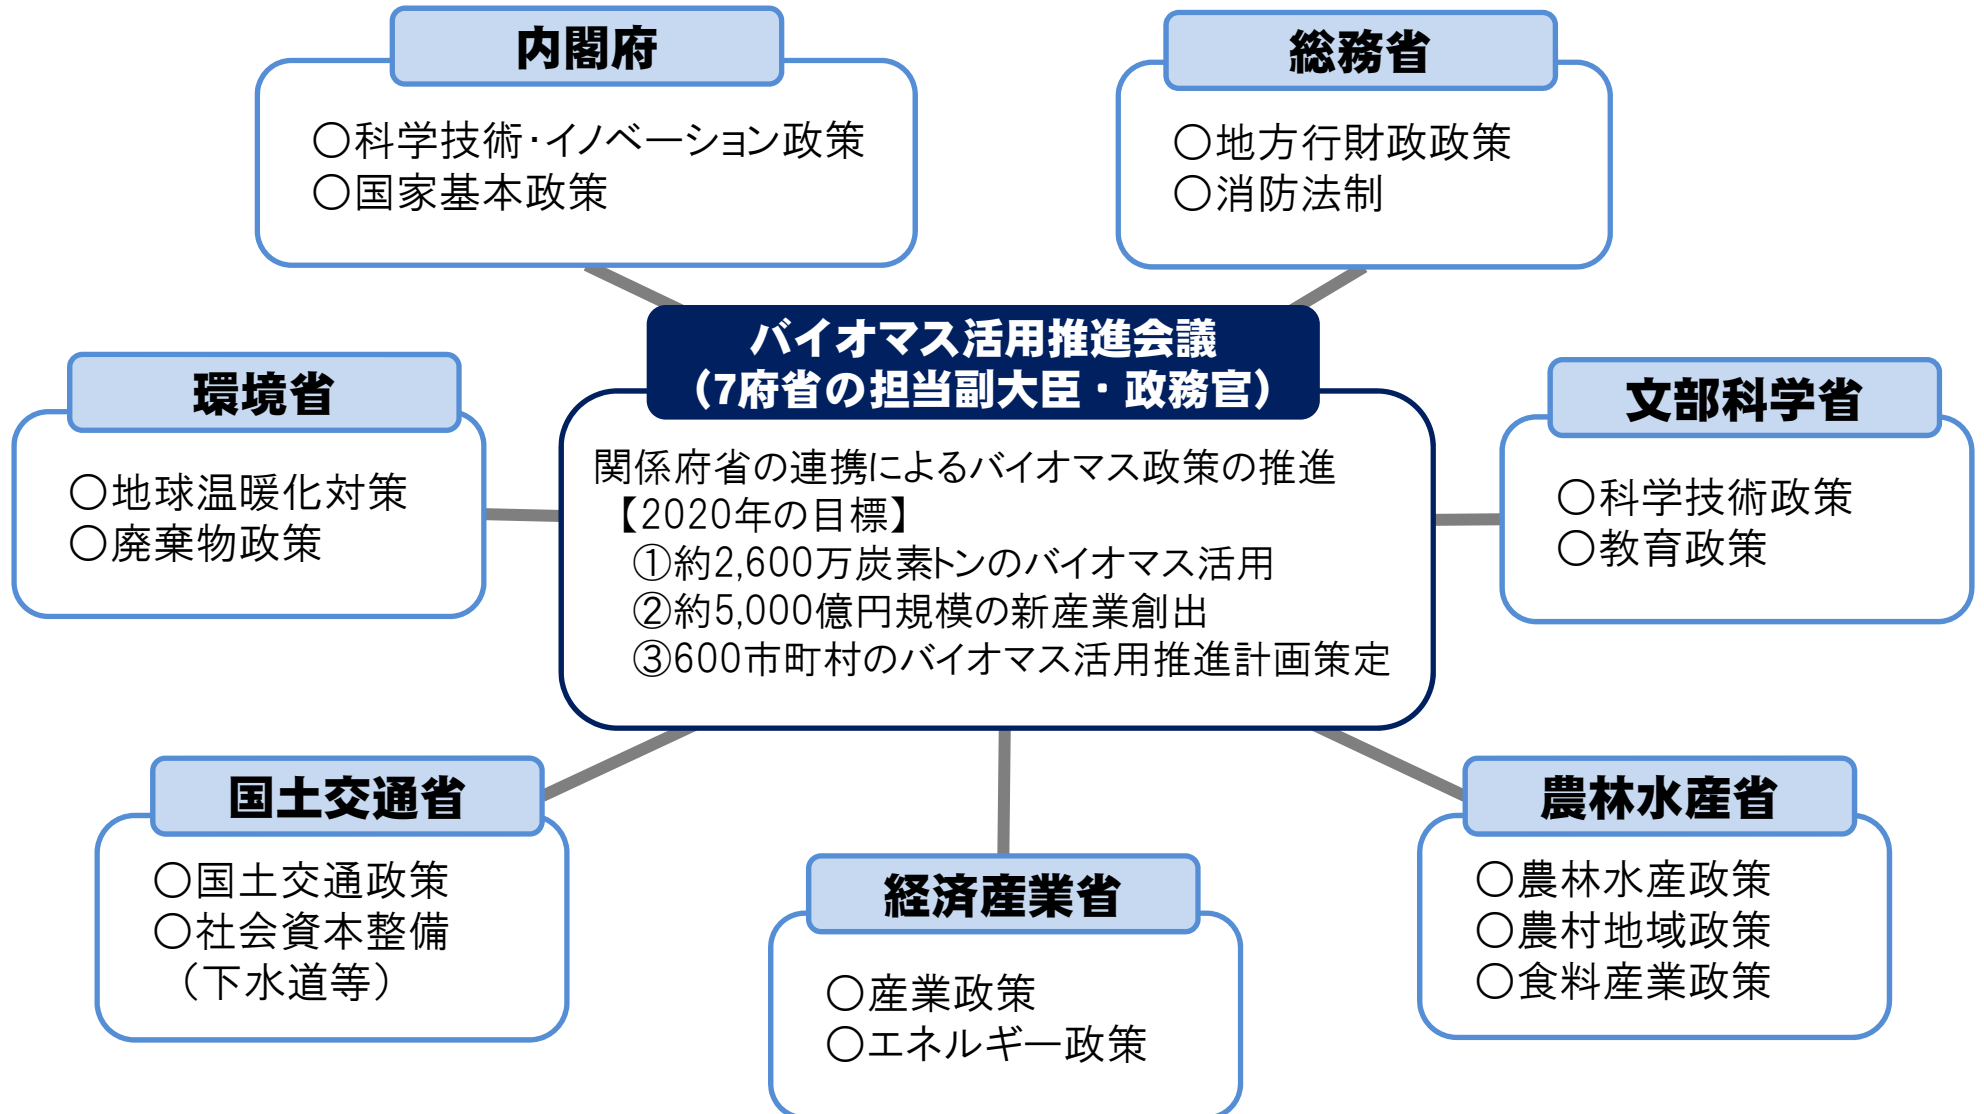 内閣府
○科学技術・イノベーション政策
○国家基本政策
総務省
○地方行財政政策
○消防法制
バイオマス活用推進会議
（7府省の担当副大臣・政務官）
関係府省の連携によるバイオマス政策の推進
【2020年の目標】
①約2,600万炭素トンのバイオマス活用
②約5,000億円規模の新産業創出
③600市町村のバイオマス活用推進計画策定
環境省
○地球温暖化対策
○廃棄物政策
文部科学省
○科学技術政策
○教育政策
国土交通省
○国土交通政策
○社会資本整備
（下水道等）
経済産業省
○産業政策
○エネルギー政策
農林水産省
○農林水産政策
○農村地域政策
○食料産業政策